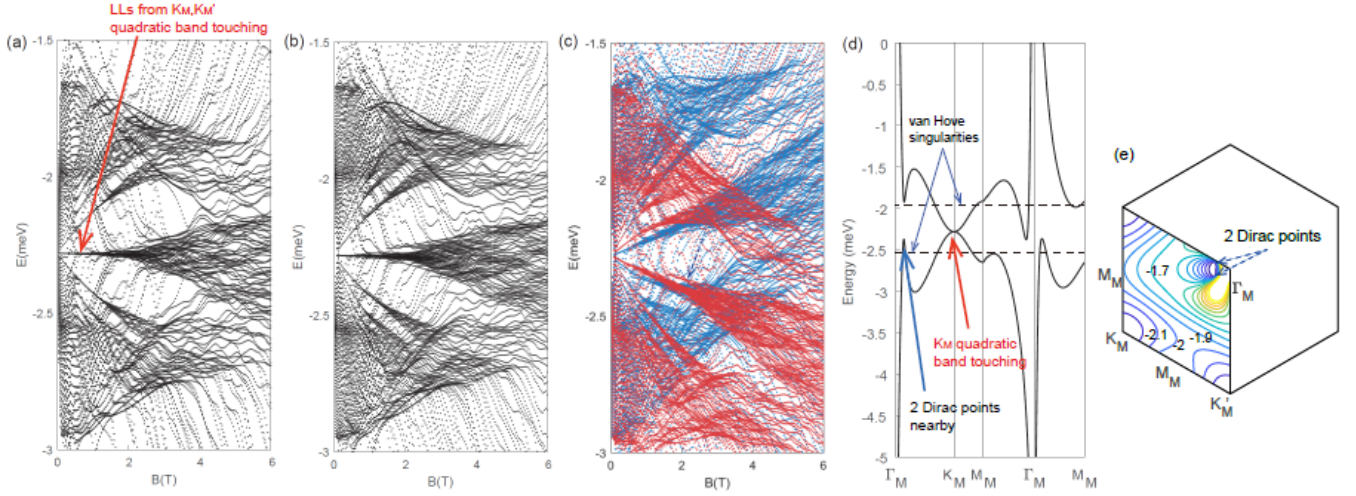 LLs from KM,KM'
quadratic band touching
(a)
-1.5
-2
-2.5
-3
E(meV)
0
2
4
6
B(T)
(b)
-1.5
-2
-2.5
-3
E(meV)
0
2
4
6
B(T)
(c)
-1.5
-2
-2.5
-3
E(meV)
0
2
4
6
B(T)
(d)
0
-0.5
-1
-1.5
-2
-2.5
-3
-3.5
-4
-4.5
-5
Energy (meV)
van Hove
singularities
KM quadratic
band touching
2 Dirac points
nearby
ΓM
KM
MM
ΓM
MM
(e)
2 Dirac points
ΓM
-1.7
MM
-2.1
-2
-1.9
KM
MM
KM'